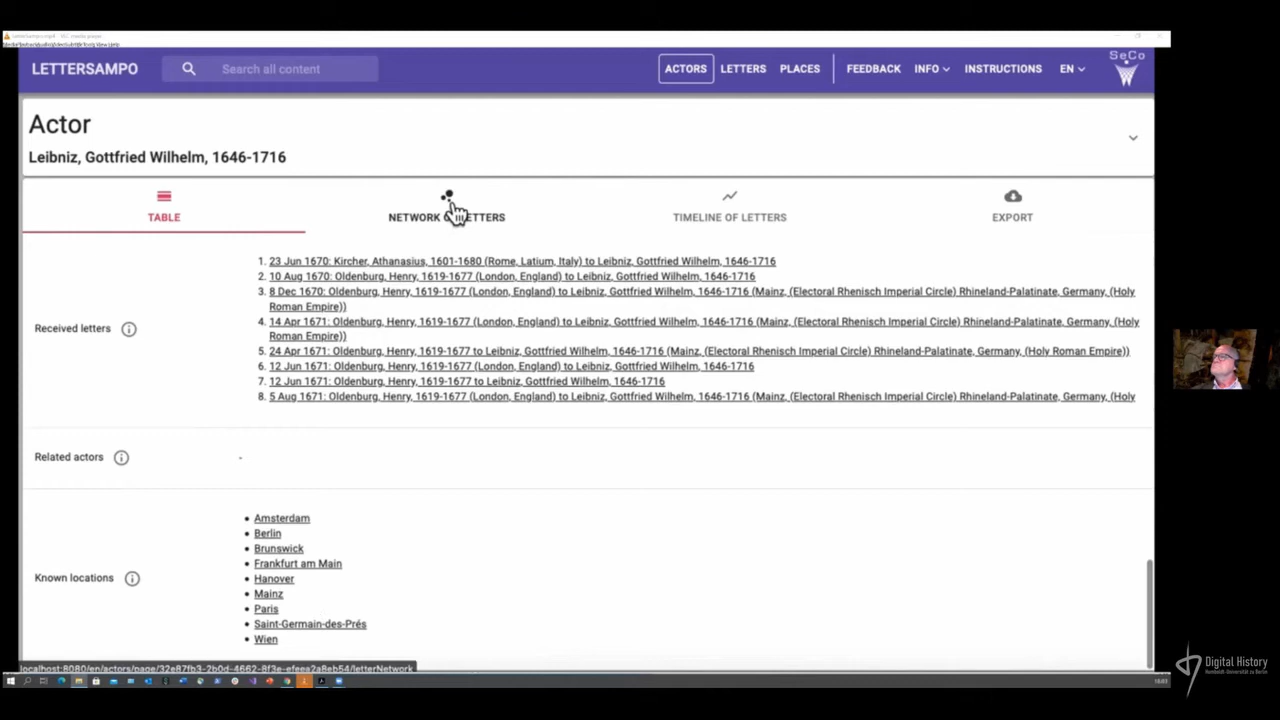 LETTERSAMPO
Search all content
ACTORS
LETTERS
PLACES
FEEDBACK
INFO
INSTRUCTIONS
EN
SeCo
Actor
Leibniz, Gottfried Wilhelm, 1646-1716
TABLE
NETWORK LETTERS
TIMELINE OF LETTERS
EXPORT
Received letters
1. 23 Jun 1670: Kircher, Athanasius, 1601-1680 (Rome, Latium, Italy) to Leibniz, Gottfried Wilhelm, 1646-1716
2. 10 Aug 1670: Oldenburg, Henry, 1619-1677 (London, England) to Leibniz, Gottfried Wilhelm, 1646-1716
3. 8 Dec 1670: Oldenburg, Henry, 1619-1677 (London, England) to Leibniz, Gottfried Wilhelm, 1646-1716 (Mainz, (Electoral Rhenisch Imperial Circle) Rhineland-Palatinate, Germany, (Holy
Roman Empire))
4. 14 Apr 1671: Oldenburg, Henry, 1619-1677 (London, England) to Leibniz, Gottfried Wilhelm, 1646-1716 (Mainz, (Electoral Rhenisch Imperial Circle) Rhineland-Palatinate, Germany, (Holy
Roman Empire))
5. 24 Apr 1671: Oldenburg, Henry, 1619-1677 to Leibniz, Gottfried Wilhelm, 1646-1716 (Mainz, (Electoral Rhenisch Imperial Circle) Rhineland-Palatinate, Germany, (Holy Roman Empire))
6. 12 Jun 1671: Oldenburg, Henry, 1619-1677 (London, England) to Leibniz, Gottfried Wilhelm, 1646-1716
7. 12 Jun 1671: Oldenburg, Henry, 1619-1677 to Leibniz, Gottfried Wilhelm, 1646-1716
8. 5 Aug 1671: Oldenburg, Henry, 1619-1677 (London, England) to Leibniz, Gottfried Wilhelm, 1646-1716 (Mainz, (Electoral Rhenisch Imperial Circle) Rhineland-Palatinate, Germany, (Holy
Related actors
-
Known locations
• Amsterdam
• Berlin
• Brunswick
• Frankfurt am Main
• Hanover
• Mainz
• Paris
• Saint-Germain-des-Prés
• Wien
localhost:8080/en/actors/page/32e87fb3-2b0d-4662-8f3e-efeea2a8eb54/letterNetwork
Digital History
Humboldt-Universität zu Berlin